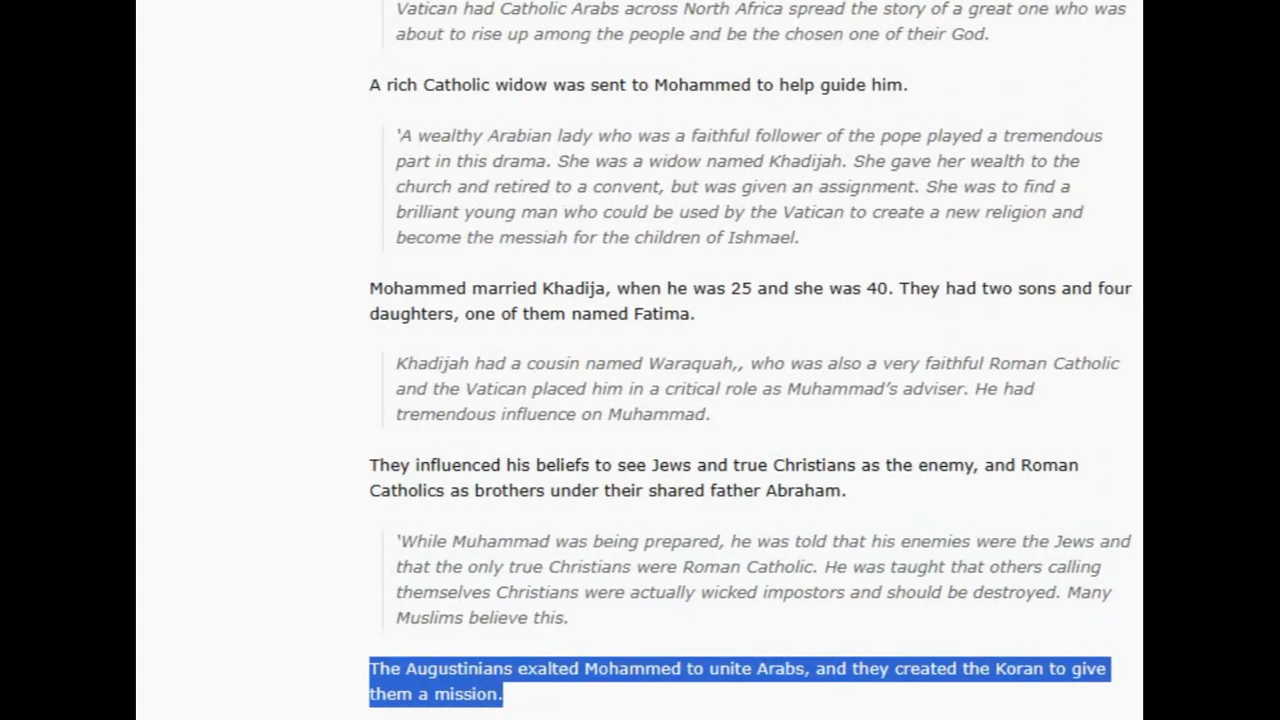 Vatican had Catholic Arabs across North Africa spread the story of a great one who was
about to rise up among the people and be the chosen one of their God.
A rich Catholic widow was sent to Mohammed to help guide him.
‘A wealthy Arabian lady who was a faithful follower of the pope played a tremendous
part in this drama. She was a widow named Khadijah. She gave her wealth to the
church and retired to a convent, but was given an assignment. She was to find a
brilliant young man who could be used by the Vatican to create a new religion and
become the messiah for the children of Ishmael.
Mohammed married Khadija, when he was 25 and she was 40. They had two sons and four
daughters, one of them named Fatima.
Khadijah had a cousin named Waraquah,, who was also a very faithful Roman Catholic
and the Vatican placed him in a critical role as Muhammad’s adviser. He had
tremendous influence on Muhammad.
They influenced his beliefs to see Jews and true Christians as the enemy, and Roman
Catholics as brothers under their shared father Abraham.
‘While Muhammad was being prepared, he was told that his enemies were the Jews and
that the only true Christians were Roman Catholic. He was taught that others calling
themselves Christians were actually wicked impostors and should be destroyed. Many
Muslims believe this.
The Augustinians exalted Mohammed to unite Arabs, and they created the Koran to give
them a mission.